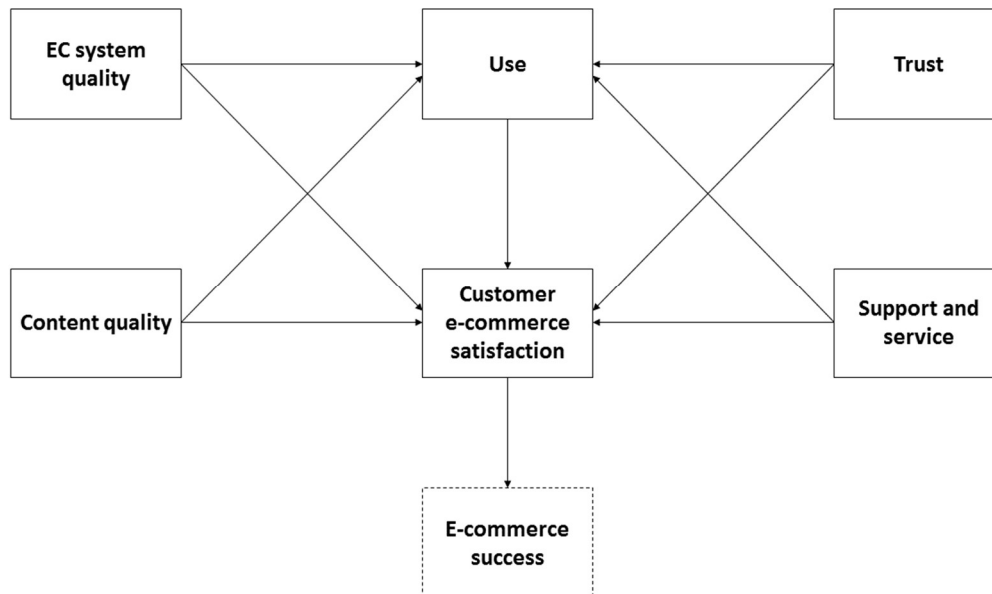 EC system
quality
Use
Trust
Content quality
Customer
e-commerce
satisfaction
Support and
service
E-commerce
success